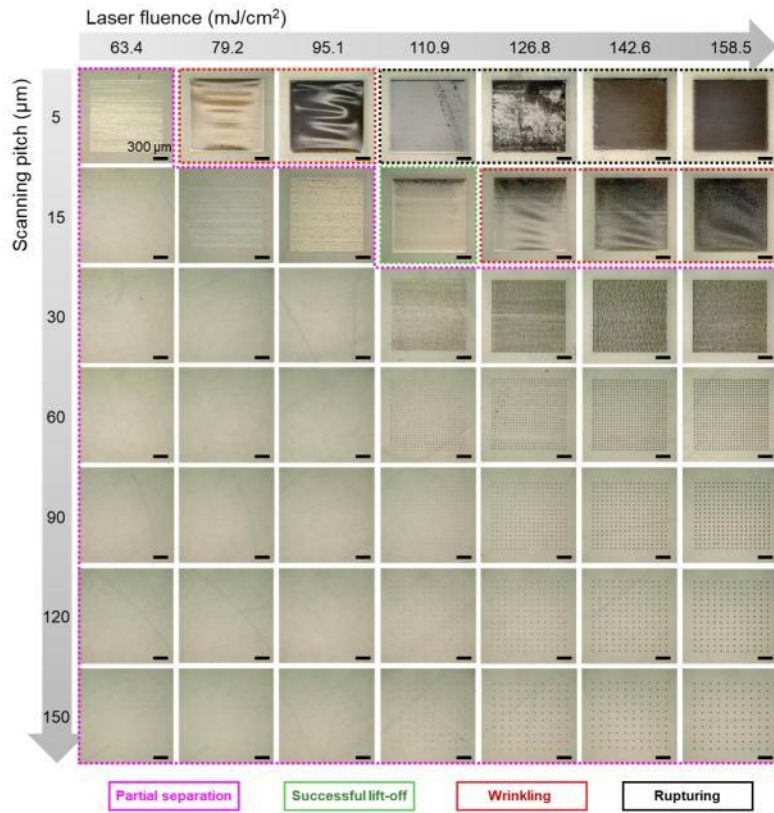 Laser fluence (mJ/cm²)
63.4 79.2 95.1 110.9 126.8 142.6 158.5
Scanning pitch (μm)
5
300 μm
15
30
60
90
120
150
Partial separation Successful lift-off Wrinkling Rupturing